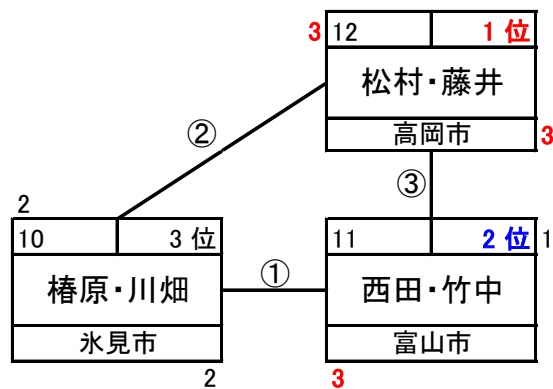 3
12
1 位
松村・藤井
高岡市
3
②
③
2
10
3 位
椿原・川畑
氷見市
2
①
11
2 位
1
西田・竹中
富山市
3